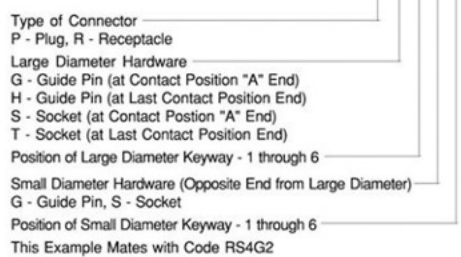 Type of Connector
P - Plug, R - Receptacle
Large Diameter Hardware
G - Guide Pin (at Contact Position "A" End)
H - Guide Pin (at Last Contact Position End)
S - Socket (at Contact Postion "A" End)
T - Socket (at Last Contact Position End)
Position of Large Diameter Keyway - 1 through 6
Small Diameter Hardware (Opposite End from Large Diameter)
G - Guide Pin, S - Socket
Position of Small Diameter Keyway - 1 through 6
This Example Mates with Code RS4G2